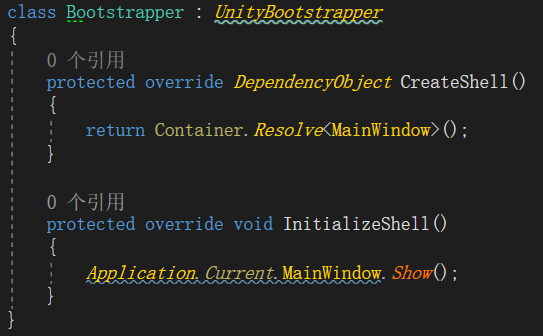 class Bootstrapper : UnityBootstrapper
{
0 个引用
protected override DependencyObject CreateShell()
{
return Container.Resolve<MainWindow>();
}
0 个引用
protected override void InitializeShell()
{
Application.Current.MainWindow.Show();
}
}